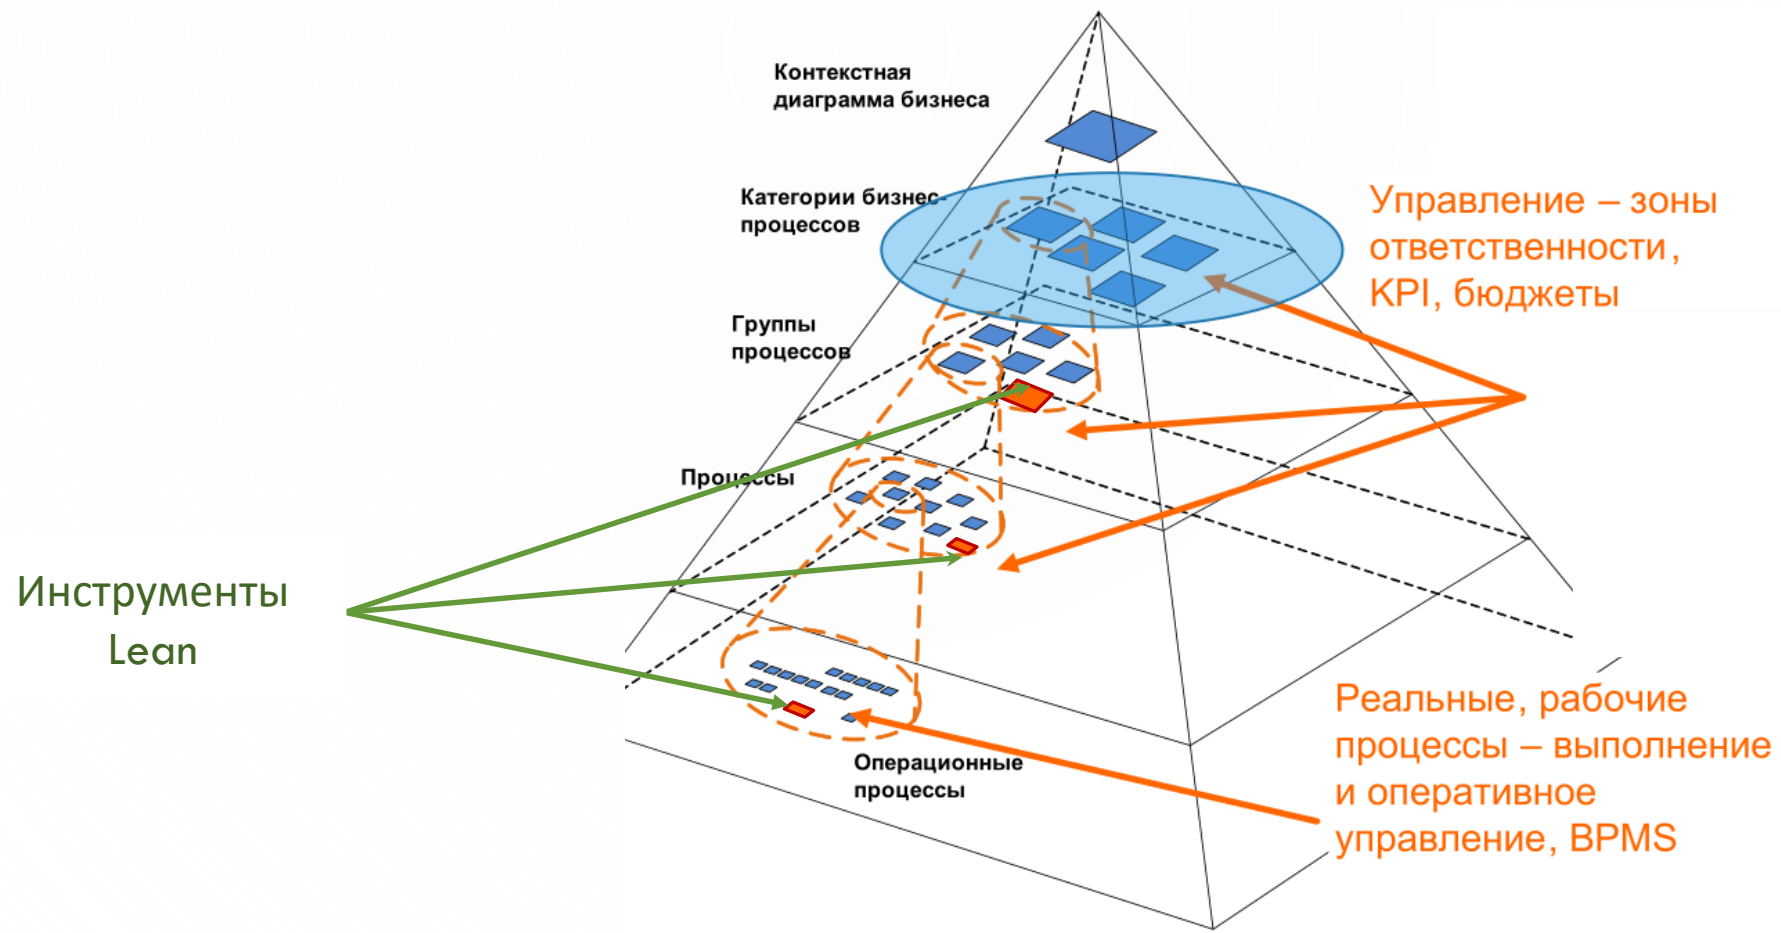 Контекстная
диаграмма бизнеса
Категории бизнес-
процессов
Управление – зоны
ответственности,
KPI, бюджеты
Группы
процессов
Процессы
Инструменты
Lean
Операционные
процессы
Реальные, рабочие
процессы – выполнение
и оперативное
управление, BPMS